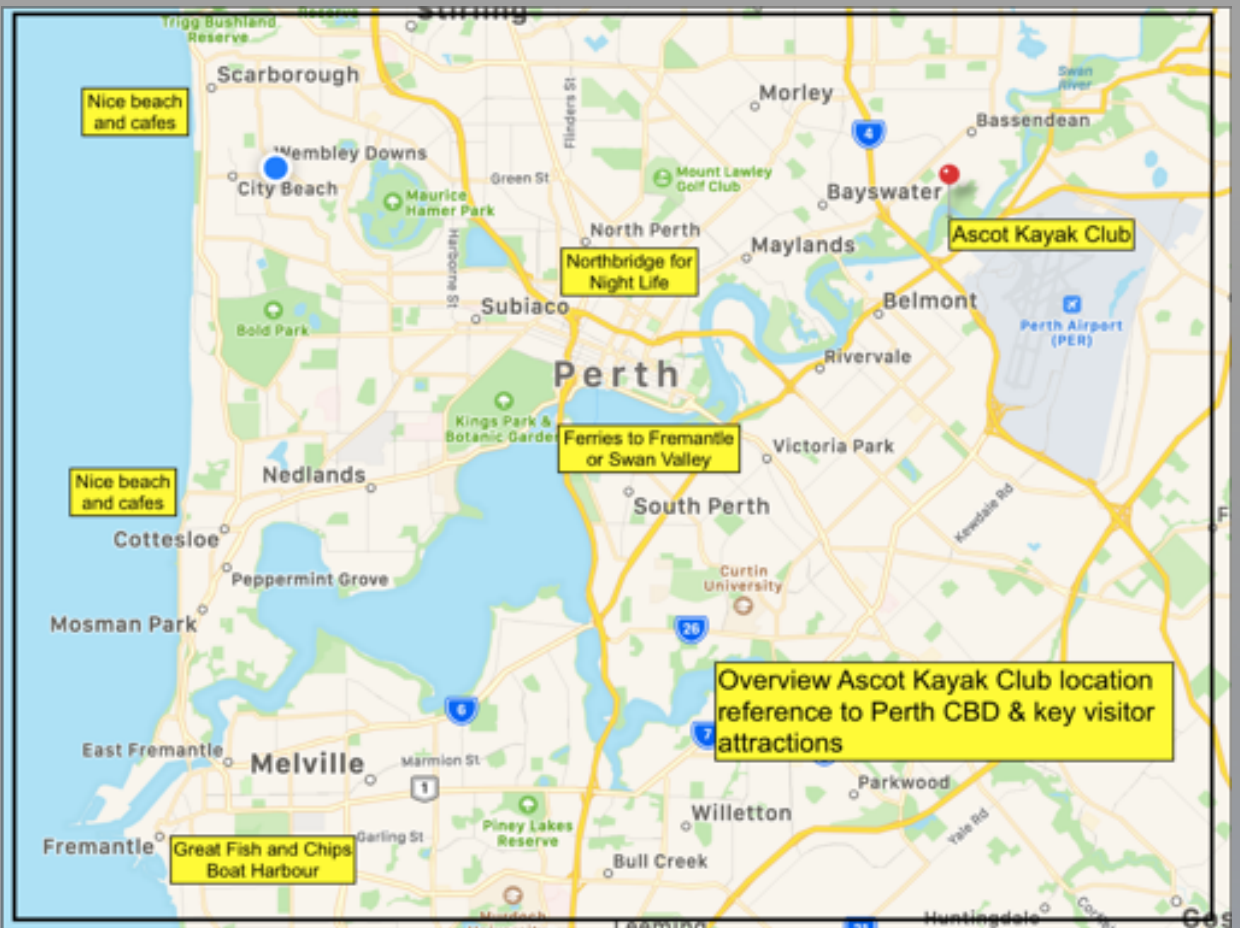 Stirling
Trigg Bushland
Reserve
Reserve
Scarborough
Nice beach
and cafes
Flinders St
Morley
Swan
River
4
Bassendean
Wembley Downs
City Beach
Green St
Mount Lawley
Golf Club
Maurice
Hamer Park
Bayswater
Ascot Kayak Club
North Perth
Maylands
Harborne St
Northbridge for
Night Life
Subiaco
Belmont
Bold Park
Perth Airport
(PER)
Perth
Rivervale
Kings Park &
Botanic Garden
Ferries to Fremantle
or Swan Valley
Victoria Park
Nedlands
Nice beach
and cafes
South Perth
Kewdale Rd
Cottesloe
Peppermint Grove
Curtin
University
Mosman Park
26
Overview Ascot Kayak Club location
reference to Perth CBD & key visitor
attractions
6
7
East Fremantle
Melville
Marmion St
1
Parkwood
Willetton
Piney Lakes
Reserve
Yale Rd
Fremantle
Garling St
Great Fish and Chips
Boat Harbour
Bull Creek
Murdoch
Leeming
Huntingdale